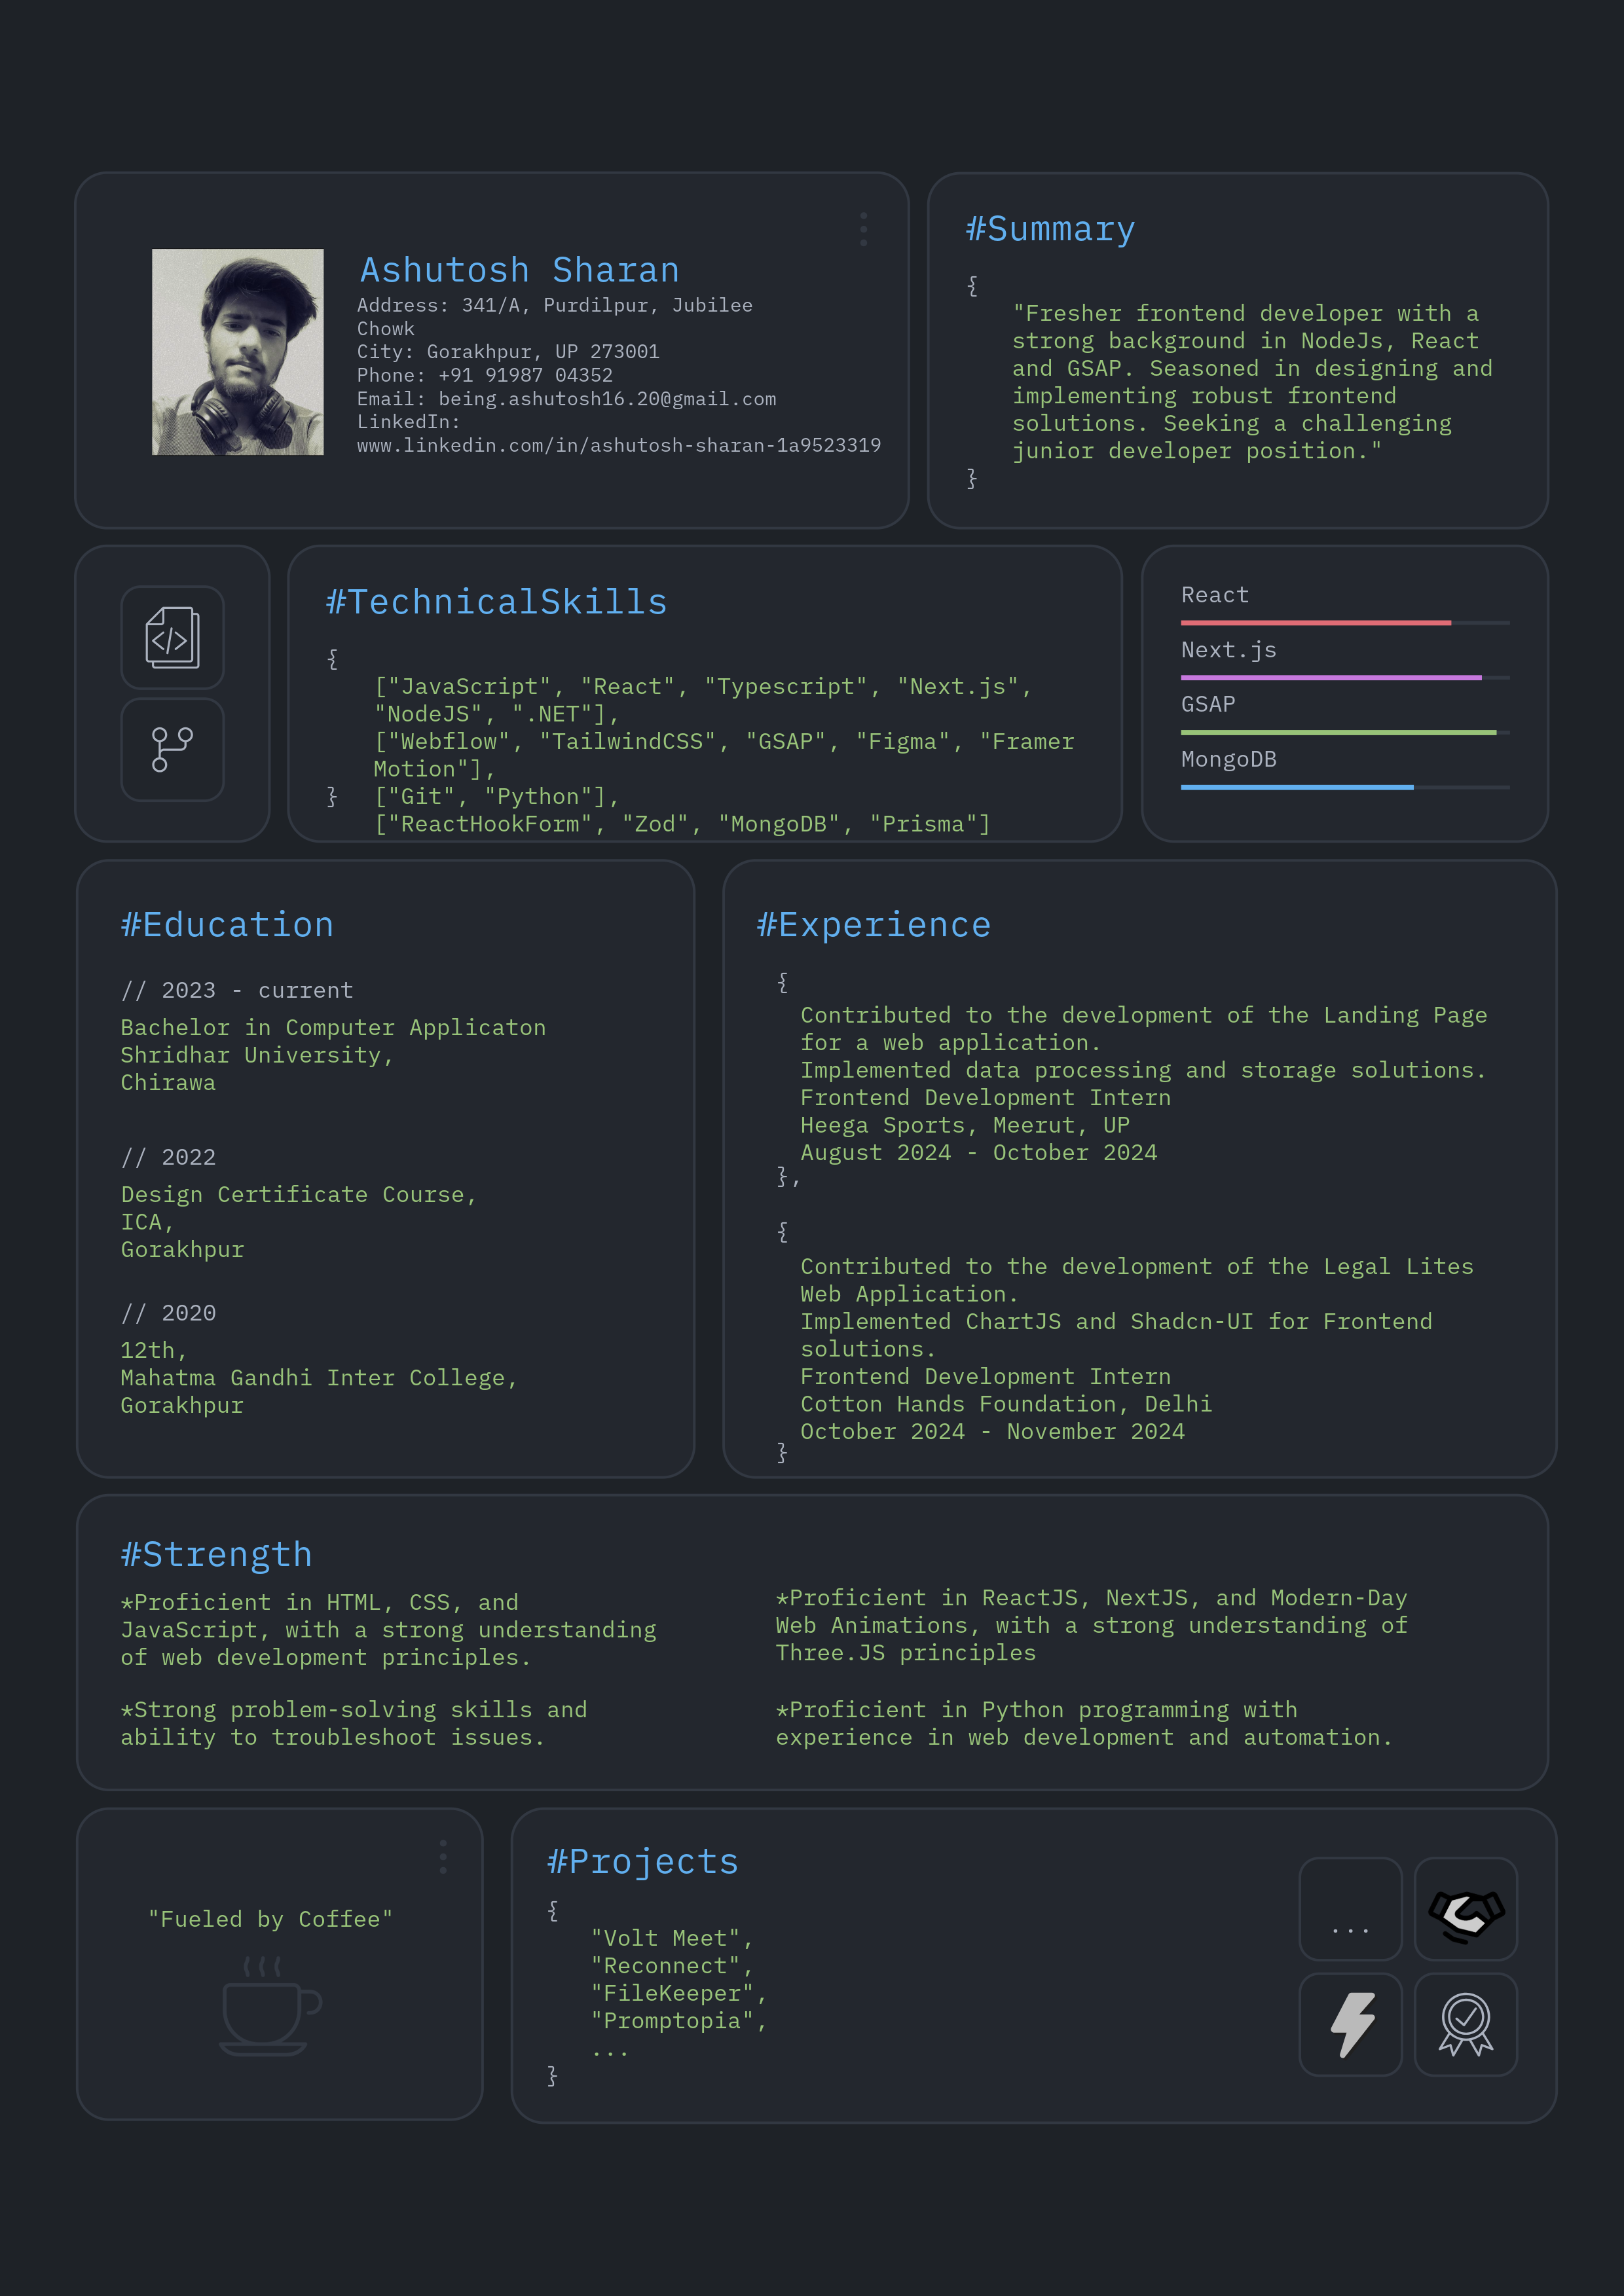 Ashutosh Sharan
Address: 341/A, Purdilpur, Jubilee
Chowk
City: Gorakhpur, UP 273001
Phone: +91 91987 04352
Email: being.ashutosh16.20@gmail.com
LinkedIn:
www.linkedin.com/in/ashutosh-sharan-1a9523319
#Summary
{
"Fresher frontend developer with a
strong background in NodeJs, React
and GSAP. Seasoned in designing and
implementing robust frontend
solutions. Seeking a challenging
junior developer position."
}
#TechnicalSkills
{
["JavaScript", "React", "Typescript", "Next.js",
"NodeJS", ".NET"],
["Webflow", "TailwindCSS", "GSAP", "Figma", "Framer
Motion"],
} ["Git", "Python"],
["ReactHookForm", "Zod", "MongoDB", "Prisma"]
React
Next.js
GSAP
MongoDB
#Education
// 2023 - current
Bachelor in Computer Applicaton
Shridhar University,
Chirawa
// 2022
Design Certificate Course,
ICA,
Gorakhpur
// 2020
12th,
Mahatma Gandhi Inter College,
Gorakhpur
#Experience
{
Contributed to the development of the Landing Page
for a web application.
Implemented data processing and storage solutions.
Frontend Development Intern
Heega Sports, Meerut, UP
August 2024 - October 2024
},
{
Contributed to the development of the Legal Lites
Web Application.
Implemented ChartJS and Shadcn-UI for Frontend
solutions.
Frontend Development Intern
Cotton Hands Foundation, Delhi
October 2024 - November 2024
}
#Strength
*Proficient in HTML, CSS, and
JavaScript, with a strong understanding
of web development principles.
*Strong problem-solving skills and
ability to troubleshoot issues.
*Proficient in ReactJS, NextJS, and Modern-Day
Web Animations, with a strong understanding of
Three.JS principles
*Proficient in Python programming with
experience in web development and automation.
"Fueled by Coffee"
#Projects
{
"Volt Meet",
"Reconnect",
"FileKeeper",
"Promptopia",
...
}
...